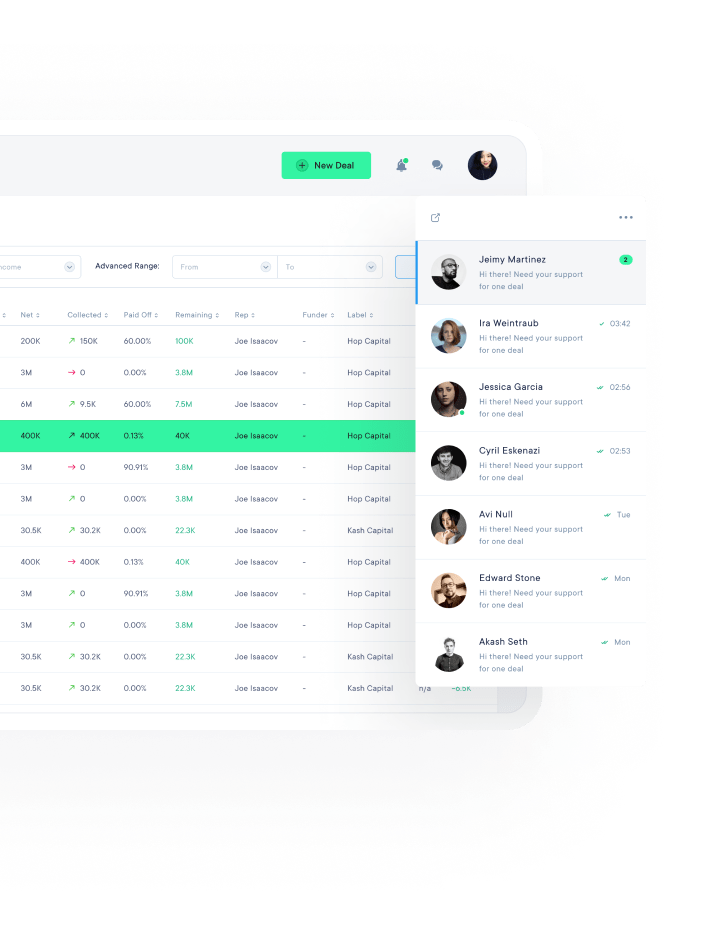 New Deal
ncome
Advanced Range:
From
To
Net Collected Paid Off Remaining Rep Funder Label
200K 150K 60.00% 100K Joe Isaacov - Hop Capital
3M 0 0.00% 3.8M Joe Isaacov - Hop Capital
6M 9.5K 60.00% 7.5M Joe Isaacov - Hop Capital
400K 400K 0.13% 40K Joe Isaacov - Hop Capital
3M 0 90.91% 3.8M Joe Isaacov - Hop Capital
3M 0 0.00% 3.8M Joe Isaacov - Hop Capital
30.5K 30.2K 0.00% 22.3K Joe Isaacov - Kash Capital
400K 400K 0.13% 40K Joe Isaacov - Hop Capital
3M 0 90.91% 3.8M Joe Isaacov - Hop Capital
3M 0 0.00% 3.8M Joe Isaacov - Hop Capital
30.5K 30.2K 0.00% 22.3K Joe Isaacov - Kash Capital
30.5K 30.2K 0.00% 22.3K Joe Isaacov - Kash Capital n/a -6.5K
Jeimy Martinez 2
Hi there! Need your support
for one deal
Ira Weintraub 03:42
Hi there! Need your support
for one deal
Jessica Garcia 02:56
Hi there! Need your support
for one deal
Cyril Eskenazi 02:53
Hi there! Need your support
for one deal
Avi Null Tue
Hi there! Need your support
for one deal
Edward Stone Mon
Hi there! Need your support
for one deal
Akash Seth Mon
Hi there! Need your support
for one deal